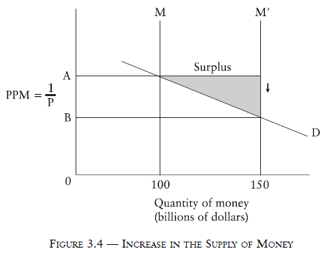 M M′
Surplus
A
PPM = 1/P
B
D
0 100 150
Quantity of money
(billions of dollars)
FIGURE 3.4 — INCREASE IN THE SUPPLY OF MONEY